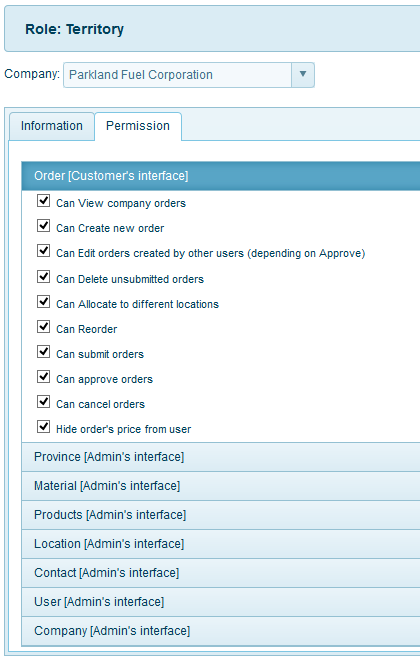 Role: Territory
Company: Parkland Fuel Corporation
Information Permission
Order [Customer's interface]
Can View company orders
Can Create new order
Can Edit orders created by other users (depending on Approve)
Can Delete unsubmitted orders
Can Allocate to different locations
Can Reorder
Can submit orders
Can approve orders
Can cancel orders
Hide order's price from user
Province [Admin's interface]
Material [Admin's interface]
Products [Admin's interface]
Location [Admin's interface]
Contact [Admin's interface]
User [Admin's interface]
Company [Admin's interface]